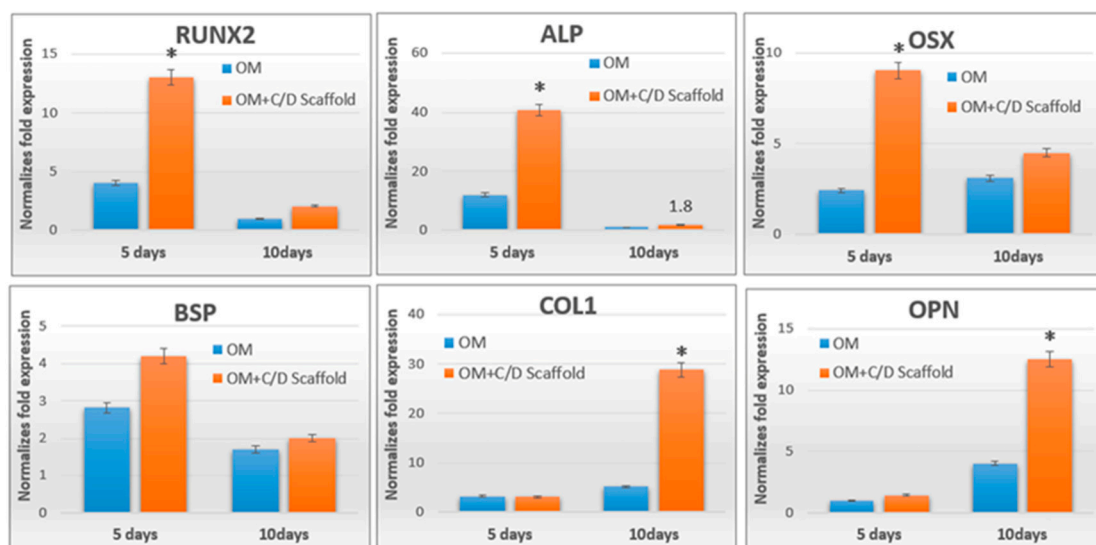 RUNX2
Normalizes fold expression
15
10
5
0
*
OM
OM+C/D Scaffold
5 days
10days
ALP
Normalizes fold expression
60
40
20
0
*
1.8
OM
OM+C/D Scaffold
5 days
10days
OSX
Normalizes fold expression
10
5
0
*
OM
OM+C/D Scaffold
5 days
10days
BSP
Normalizes fold expression
5
4
3
2
1
0
OM
OM+C/D Scaffold
5 days
10days
COL1
Normalizes fold expression
40
30
20
10
0
*
OM
OM+C/D Scaffold
5 days
10days
OPN
Normalizes fold expression
15
10
5
0
*
OM
OM+C/D Scaffold
5 days
10days